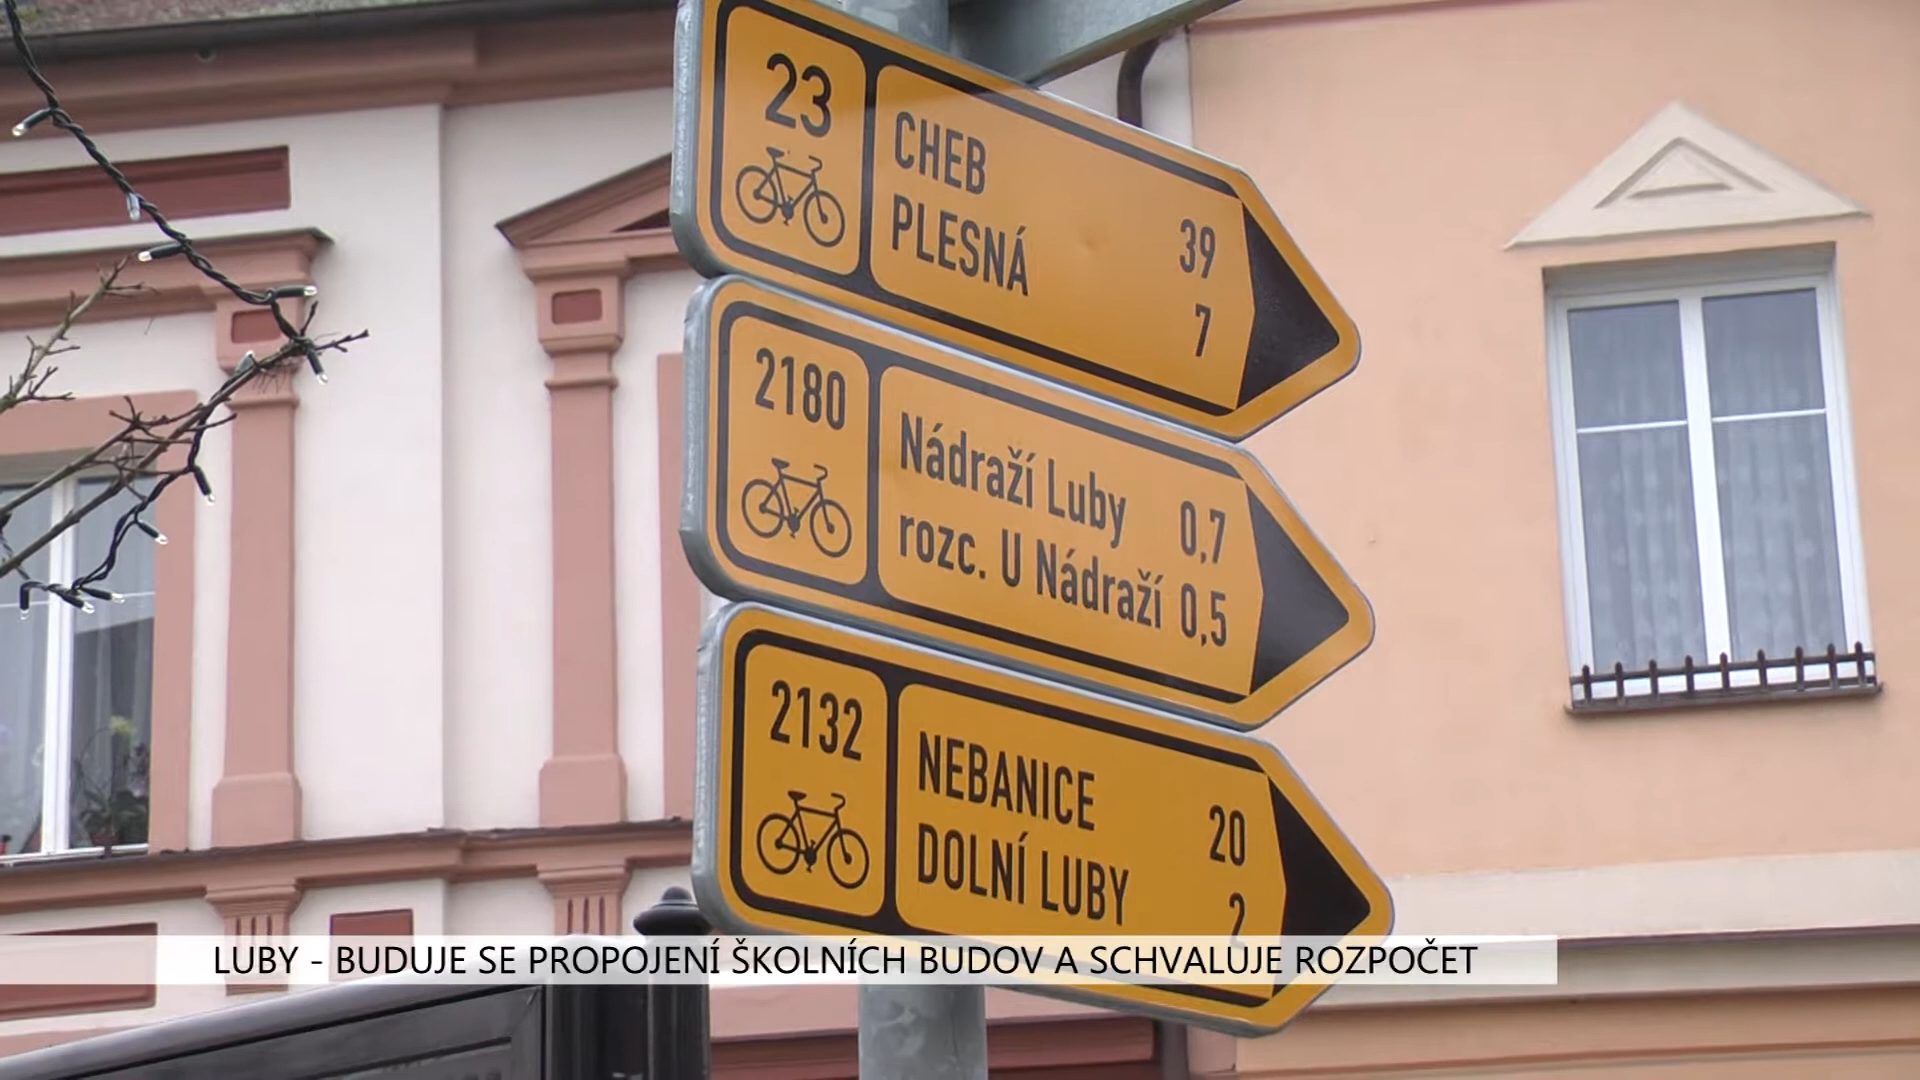 23
CHEB 39
PLESNÁ 7
2180
Nádraží Luby 0,7
rozc. U Nádraží 0,5
2132
NEBANICE 20
DOLNÍ LUBY 2
LUBY - BUDUJE SE PROPOJENÍ ŠKOLNÍCH BUDOV A SCHVALUJE ROZPOČET